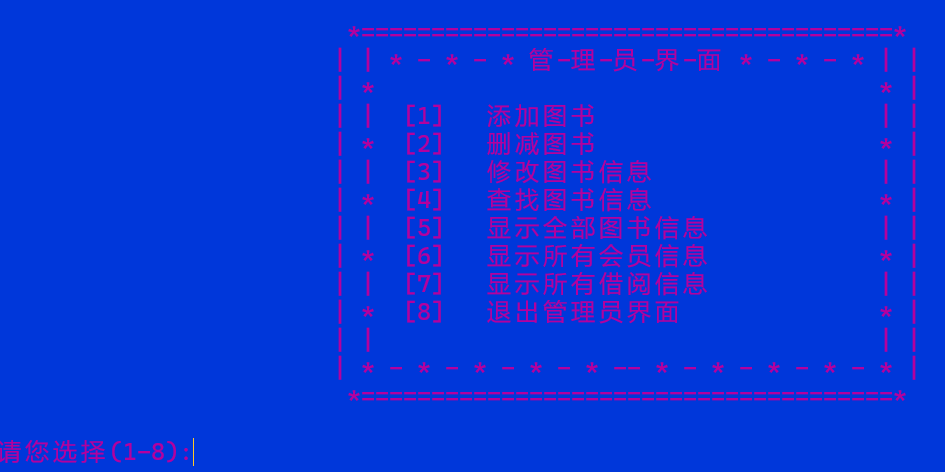 *======================================*
| | * - * - * 管-理-员-界-面 * - * - * | |
| * * |
| | [1] 添加图书 | |
| * [2] 删减图书 * |
| | [3] 修改图书信息 | |
| * [4] 查找图书信息 * |
| | [5] 显示全部图书信息 | |
| * [6] 显示所有会员信息 * |
| | [7] 显示所有借阅信息 | |
| * [8] 退出管理员界面 * |
| | | |
| * - * - * - * - * -- * - * - * - * - * |
*======================================*
请您选择(1-8):